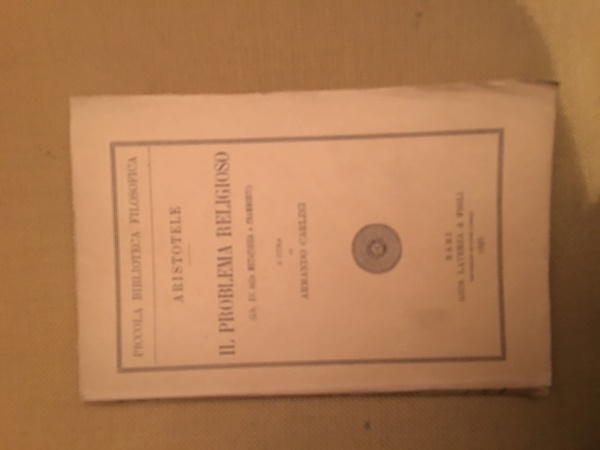 PICCOLA BIBLIOTECA FILOSOFICA
ARISTOTELE
IL PROBLEMA RELIGIOSO
A CURA
DI
ARMANDO CARLINI
BARI
GIUS. LATERZA & FIGLI